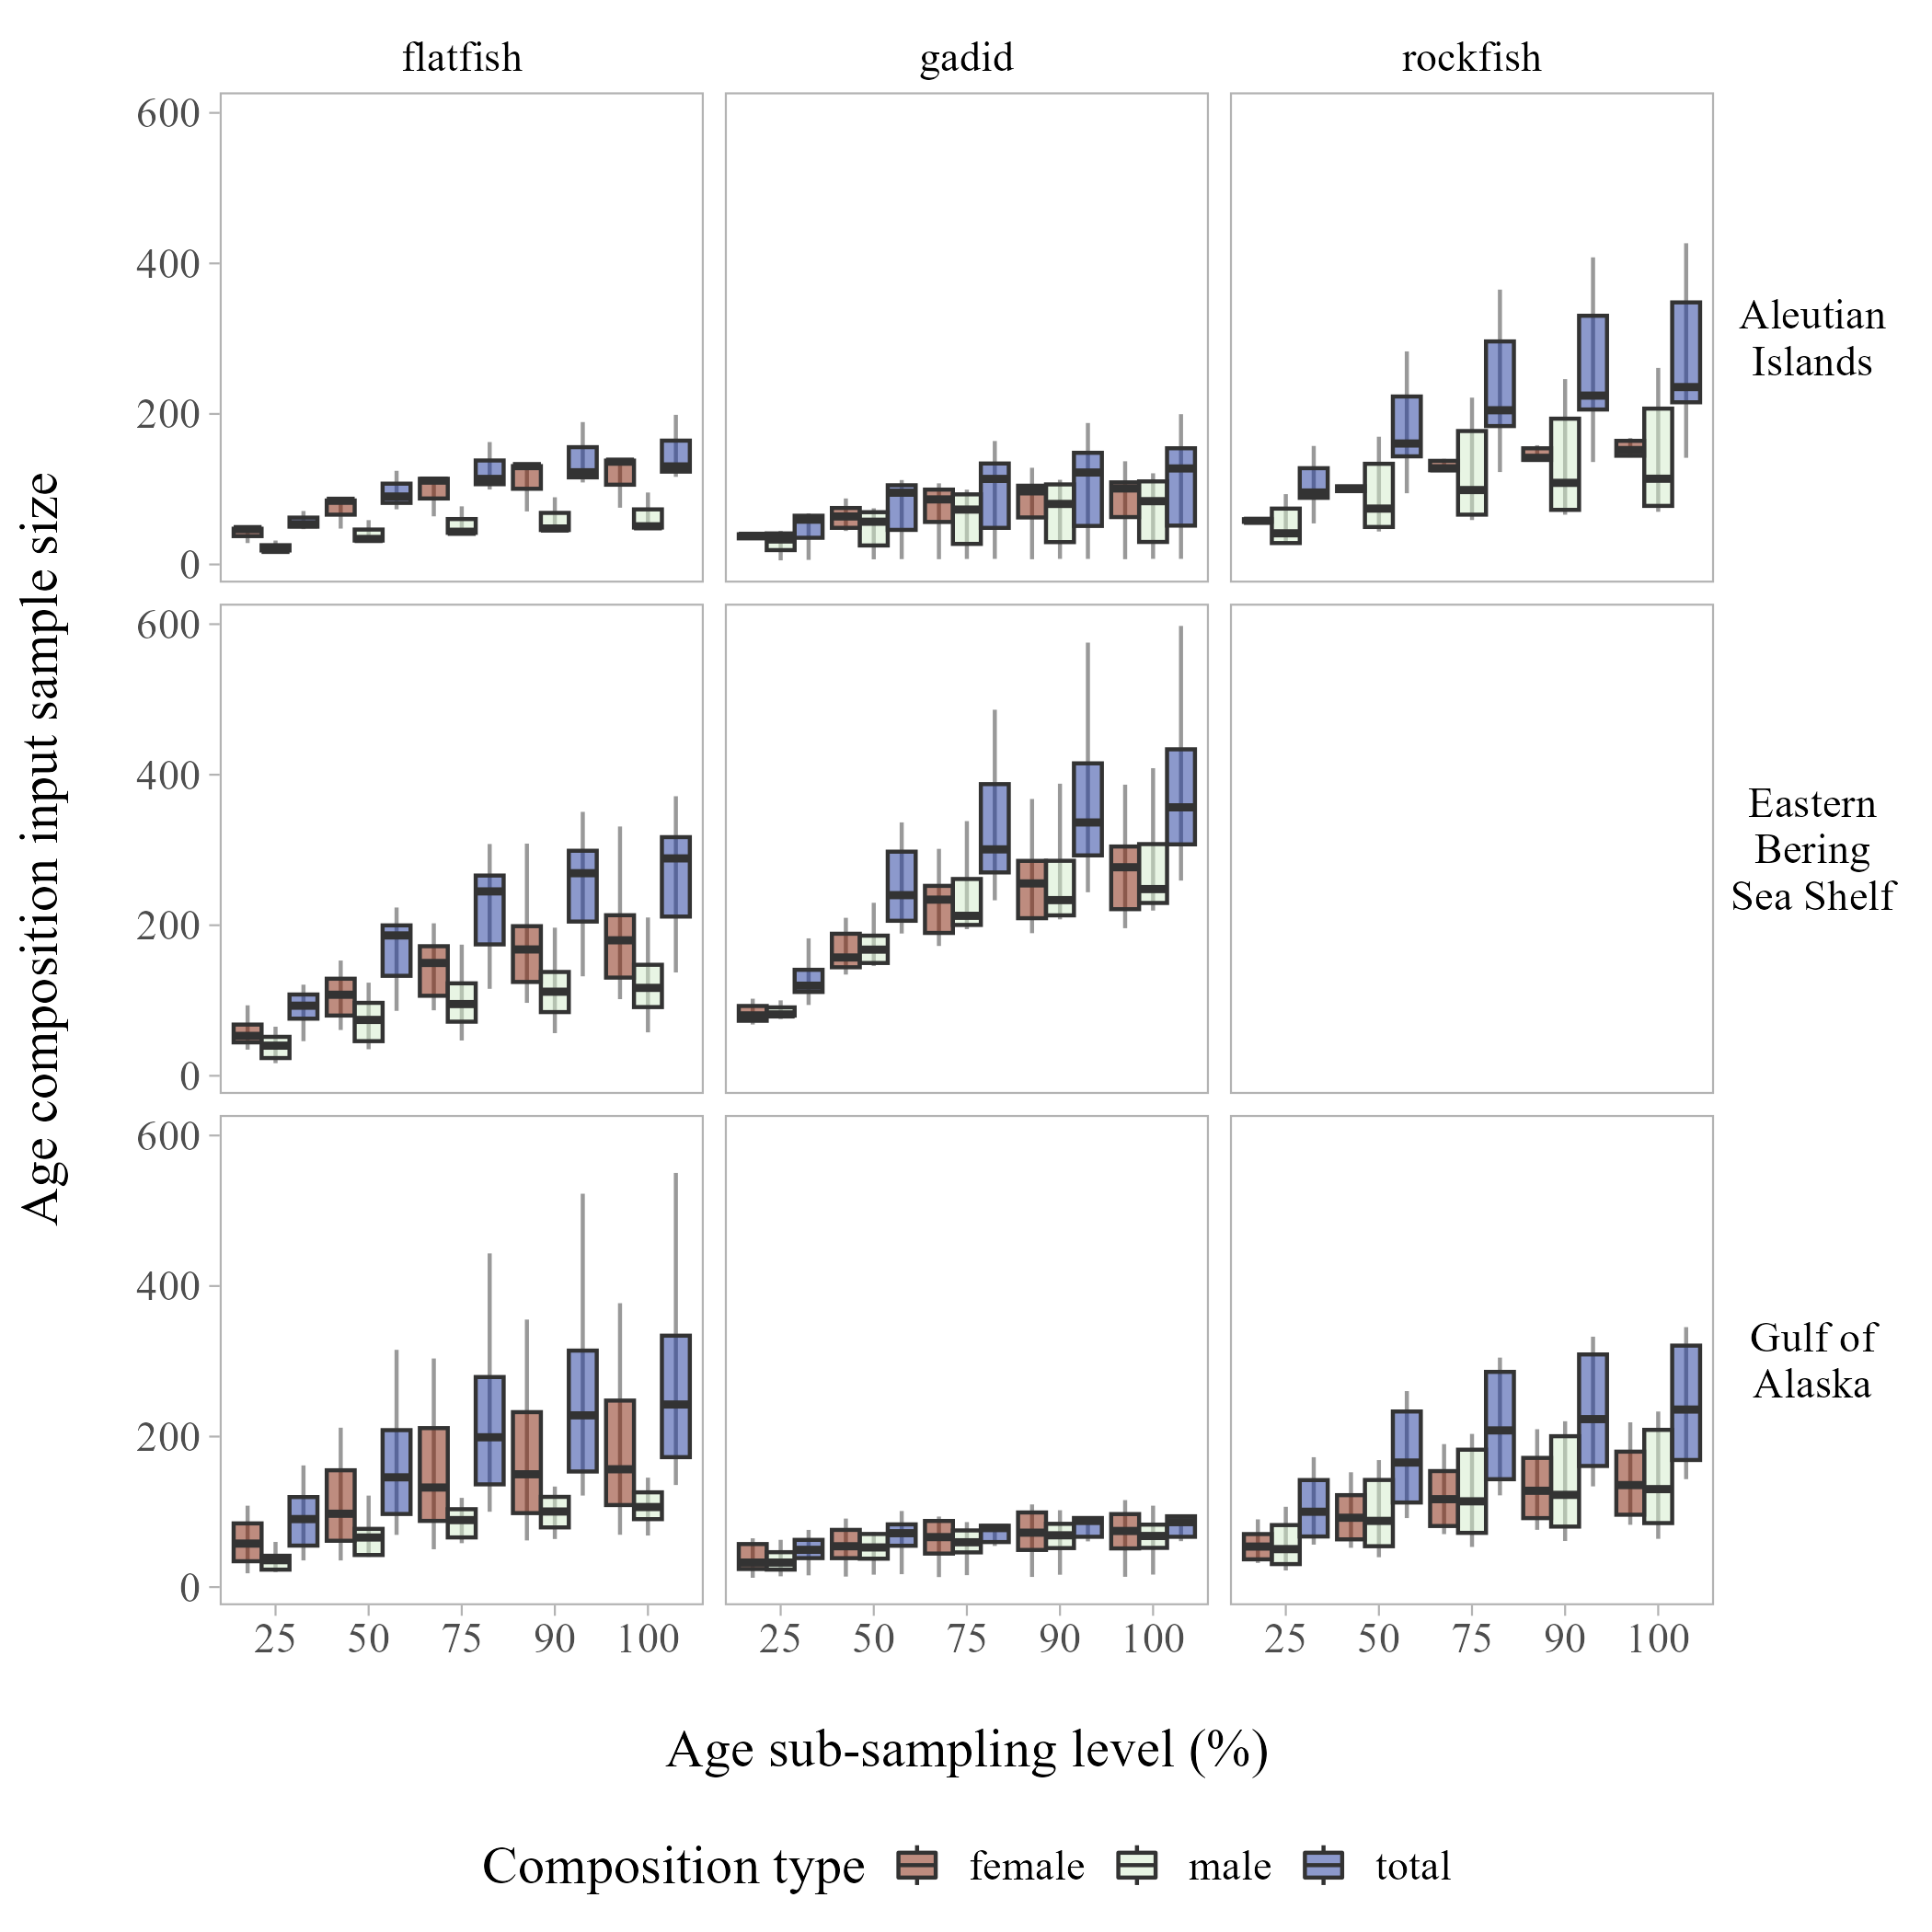 flatfish gadid rockfish
600
400
200
0
Aleutian
Islands
600
400
200
0
Eastern
Bering
Sea Shelf
600
400
200
0
Gulf of
Alaska
Age composition input sample size
25 50 75 90 100 25 50 75 90 100 25 50 75 90 100
Age sub-sampling level (%)
Composition type female male total